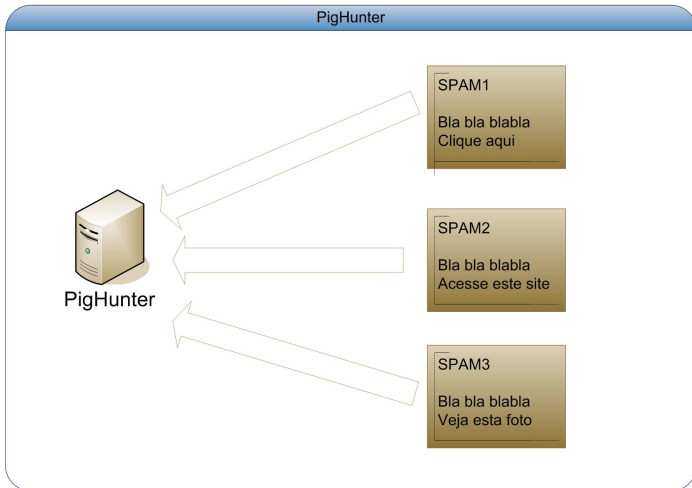 PigHunter
SPAM1
Bla bla blabla
Clique aqui
SPAM2
Bla bla blabla
Acesse este site
PigHunter
SPAM3
Bla bla blabla
Veja esta foto